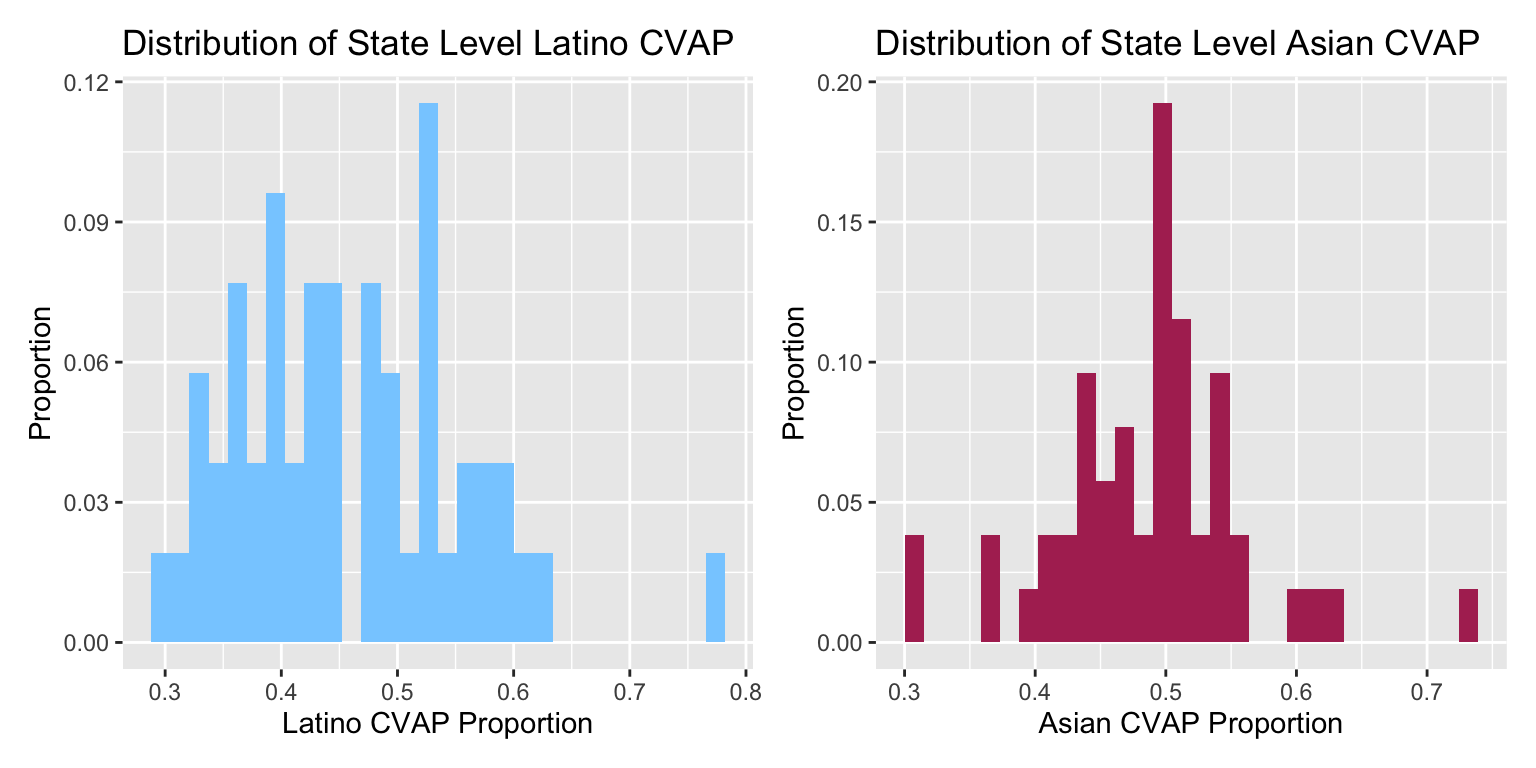 Distribution of State Level Latino CVAP
0.12
0.09
0.06
0.03
0.00
Proportion
0.3 0.4 0.5 0.6 0.7 0.8
Latino CVAP Proportion
Distribution of State Level Asian CVAP
0.20
0.15
0.10
0.05
0.00
Proportion
0.3 0.4 0.5 0.6 0.7
Asian CVAP Proportion